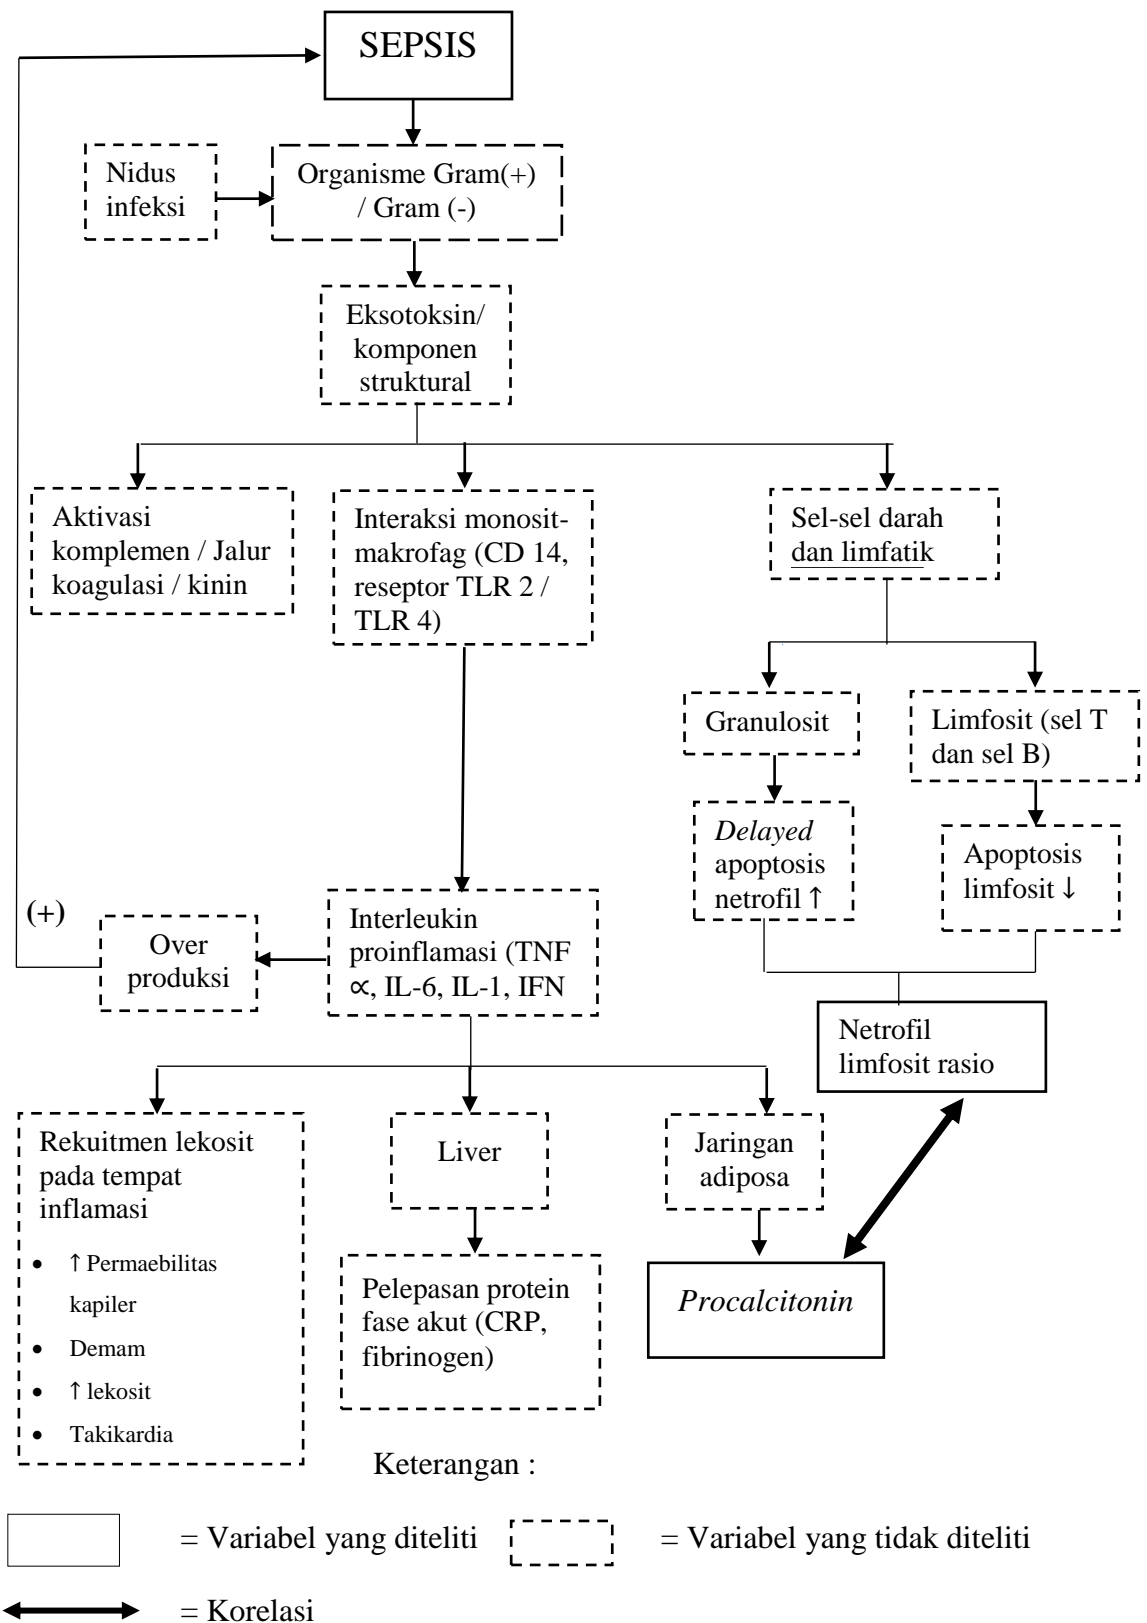 SEPSIS
Nidus
infeksi
Organisme Gram(+)
/ Gram (-)
Eksotoksin/
komponen
struktural
Aktivasi
komplemen / Jalur
koagulasi / kinin
Interaksi monosit-
makrofag (CD 14,
reseptor TLR 2 /
TLR 4)
Sel-sel darah
dan limfatik
Granulosit
Limfosit (sel T
dan sel B)
Delayed
apoptosis
netrofil ↑
Apoptosis
limfosit ↓
(+)
Over
produksi
Interleukin
proinflamasi (TNF
∝, IL-6, IL-1, IFN
Netrofil
limfosit rasio
Rekuitmen lekosit
pada tempat
inflamasi
• ↑ Permaebilitas
kapiler
• Demam
• ↑ lekosit
• Takikardia
Liver
Jaringan
adiposa
Pelepasan protein
fase akut (CRP,
fibrinogen)
Procalcitonin
Keterangan :
= Variabel yang diteliti
= Variabel yang tidak diteliti
= Korelasi